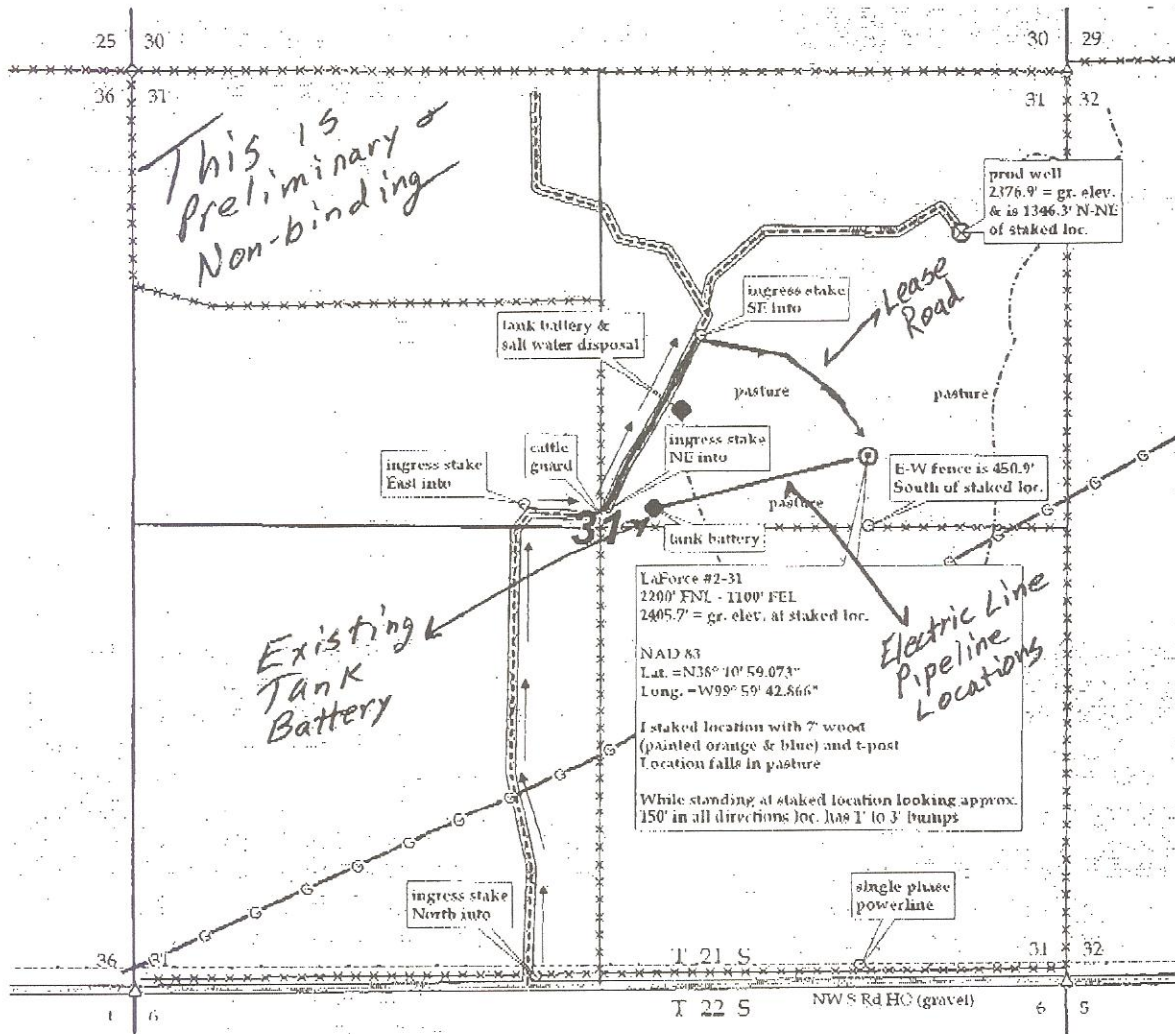 25 30
30 29
36 31
31 32
This is
Preliminary &
Non-binding
prod well
2376.9' = gr. elev.
& is 1346.3' N-NE
of staked loc.
ingress stake
SE into
Lease
Road
tank battery &
salt water disposal
pasture
pasture
cattle
guard
ingress stake
NE into
ingress stake
East into
E-W fence is 450.9'
South of staked loc.
pasture
31
tank battery
LaForce #2-31
2200' FNL - 1100' FEL
2405.7' = gr. elev. at staked loc.
NAD 83
Lat. =N38° 10' 59.073"
Long. =W99° 59' 42.866"
I staked location with 7' wood
(painted orange & blue) and t-post
Location falls in pasture
While standing at staked location looking approx.
150' in all directions loc. has 1' to 3' bumps
Existing
Tank
Battery
Electric Line
Pipeline
Locations
G G G G G G G G G G G G
ingress stake
North into
single phase
powerline
36 31
T 21 S
31 32
1 6
T 22 S
NW S Rd HG (gravel)
6 5